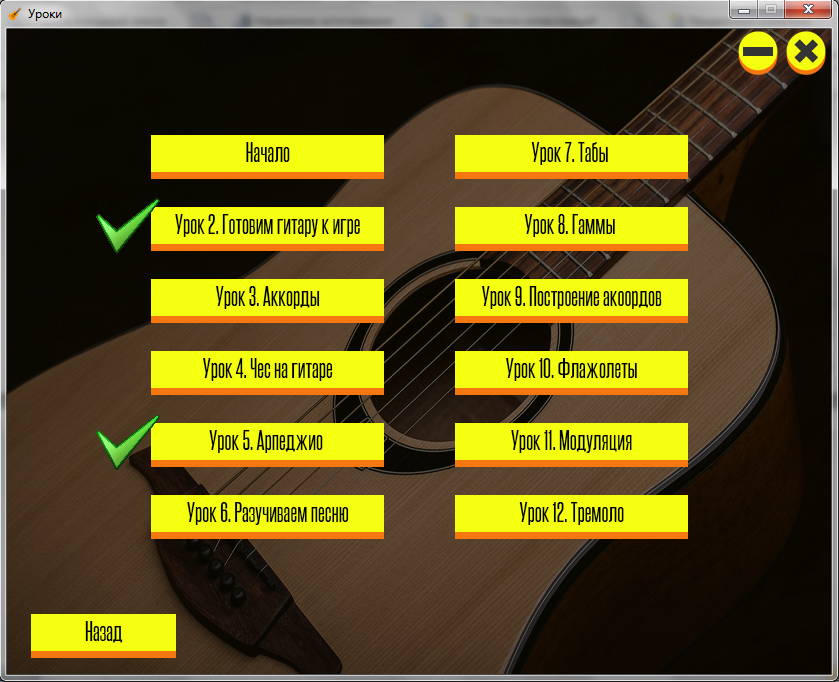 Уроки
Начало
Урок 2. Готовим гитару к игре
Урок 3. Аккорды
Урок 4. Чес на гитаре
Урок 5. Арпеджио
Урок 6. Разучиваем песню
Урок 7. Табы
Урок 8. Гаммы
Урок 9. Построение акоордов
Урок 10. Флажолеты
Урок 11. Модуляция
Урок 12. Тремоло
Назад